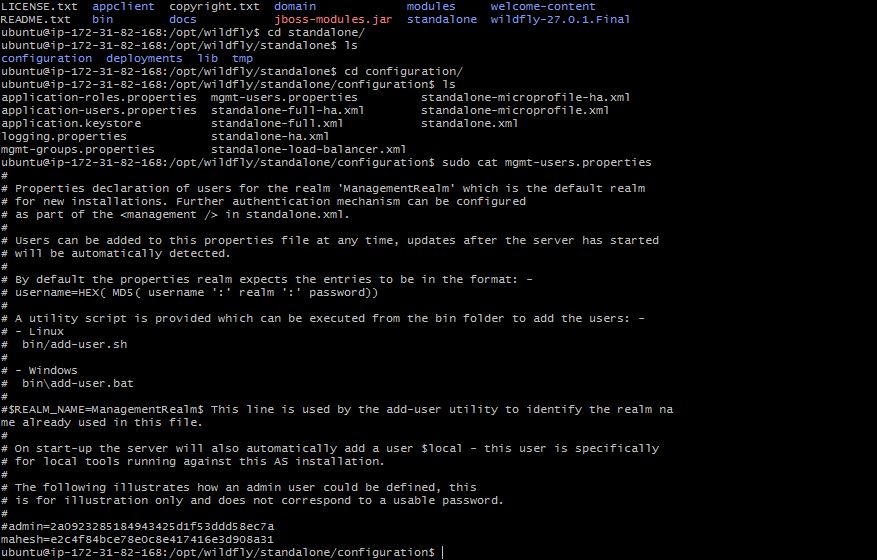 LICENSE.txt  appclient  copyright.txt  domain             modules     welcome-content
README.txt   bin        docs           jboss-modules.jar  standalone  wildfly-27.0.1.Final
ubuntu@ip-172-31-82-168:/opt/wildfly$ cd standalone/
ubuntu@ip-172-31-82-168:/opt/wildfly/standalone$ ls
configuration  deployments  lib  tmp
ubuntu@ip-172-31-82-168:/opt/wildfly/standalone$ cd configuration/
ubuntu@ip-172-31-82-168:/opt/wildfly/standalone/configuration$ ls
application-roles.properties  mgmt-users.properties         standalone-microprofile-ha.xml
application-users.properties  standalone-full-ha.xml        standalone-microprofile.xml
application.keystore          standalone-full.xml           standalone.xml
logging.properties            standalone-ha.xml
mgmt-groups.properties        standalone-load-balancer.xml
ubuntu@ip-172-31-82-168:/opt/wildfly/standalone/configuration$ sudo cat mgmt-users.properties
#
# Properties declaration of users for the realm 'ManagementRealm' which is the default realm
# for new installations. Further authentication mechanism can be configured
# as part of the <management /> in standalone.xml.
#
# Users can be added to this properties file at any time, updates after the server has started
# will be automatically detected.
#
# By default the properties realm expects the entries to be in the format: -
# username=HEX( MD5( username ':' realm ':' password))
#
# A utility script is provided which can be executed from the bin folder to add the users: -
# - Linux
#  bin/add-user.sh
#
# - Windows
#  bin\add-user.bat
#
#$REALM_NAME=ManagementRealm$ This line is used by the add-user utility to identify the realm na
me already used in this file.
#
# On start-up the server will also automatically add a user $local - this user is specifically
# for local tools running against this AS installation.
#
# The following illustrates how an admin user could be defined, this
# is for illustration only and does not correspond to a usable password.
#
#admin=2a0923285184943425d1f53ddd58ec7a
mahesh=e2c4f84bce78e0c8e417416e3d908a31
ubuntu@ip-172-31-82-168:/opt/wildfly/standalone/configuration$